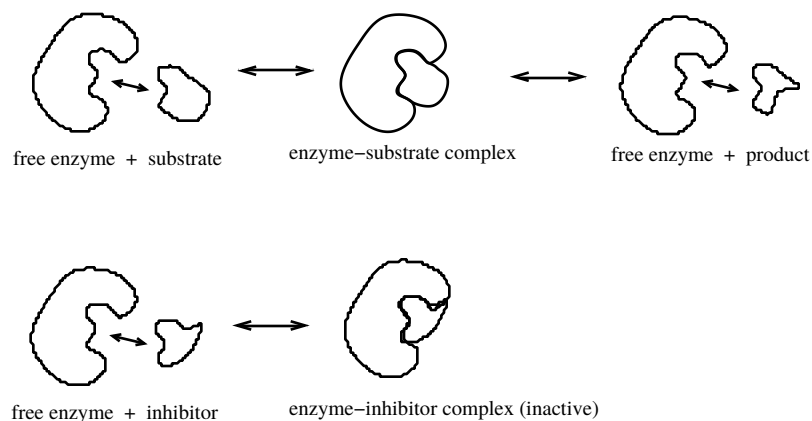 free enzyme + substrate
enzyme−substrate complex
free enzyme + product
free enzyme + inhibitor
enzyme−inhibitor complex (inactive)